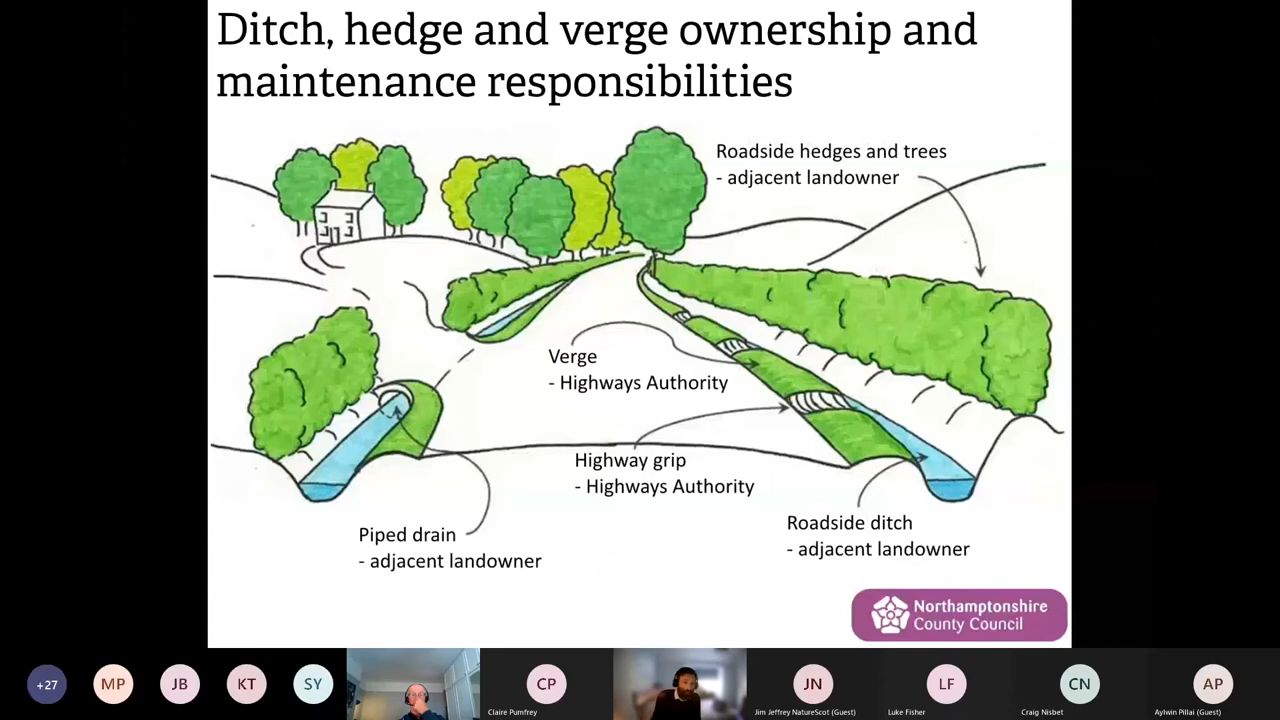 Ditch, hedge and verge ownership and
maintenance responsibilities
Roadside hedges and trees
- adjacent landowner
Verge
- Highways Authority
Highway grip
- Highways Authority
Roadside ditch
- adjacent landowner
Piped drain
- adjacent landowner
Northamptonshire
County Council
+27
MP
JB
KT
SY
CP
Claire Pumfrey
JN
Jim Jeffrey NatureScot (Guest)
LF
Luke Fisher
CN
Craig Nisbet
AP
Aylwin Pillai (Guest)